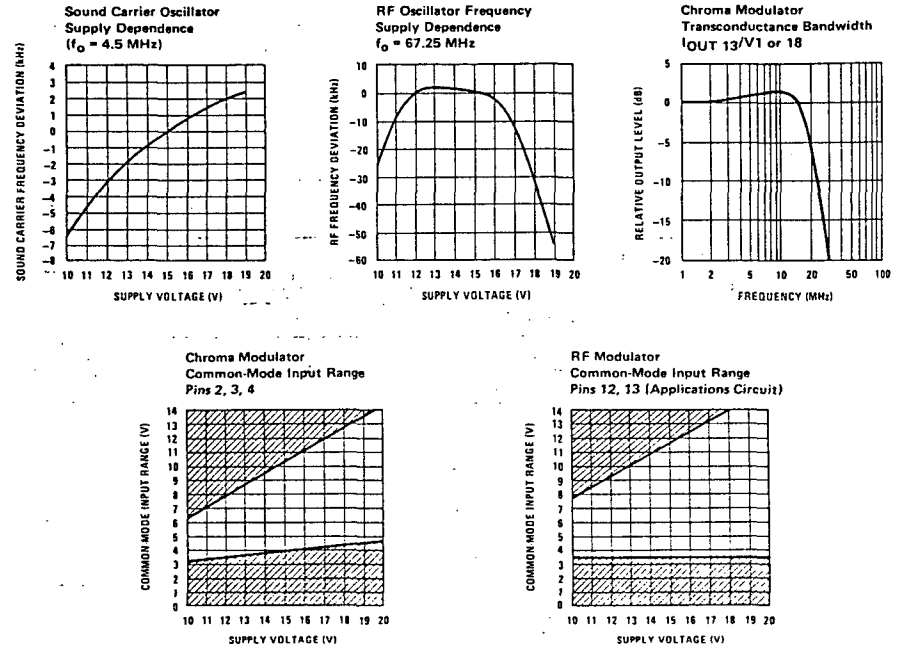 Sound Carrier Oscillator
Supply Dependence
(fo = 4.5 MHz)
SOUND CARRIER FREQUENCY DEVIATION (kHz)
4
3
2
1
0
-1
-2
-3
-4
-5
-6
-7
-8
10 11 12 13 14 15 16 17 18 19 20
SUPPLY VOLTAGE (V)
RF Oscillator Frequency
Supply Dependence
fo = 67.25 MHz
RF FREQUENCY DEVIATION (kHz)
10
0
-10
-20
-30
-40
-50
-60
10 11 12 13 14 15 16 17 18 19 20
SUPPLY VOLTAGE (V)
Chroma Modulator
Transconductance Bandwidth
IOUT 13/V1 or 18
RELATIVE OUTPUT LEVEL (dB)
5
0
-5
-10
-15
-20
1 2 5 10 20 50 100
FREQUENCY (MHz)
Chroma Modulator
Common-Mode Input Range
Pins 2, 3, 4
COMMON-MODE INPUT RANGE (V)
14
13
12
11
10
9
8
7
6
5
4
3
2
1
0
10 11 12 13 14 15 16 17 18 19 20
SUPPLY VOLTAGE (V)
RF Modulator
Common-Mode Input Range
Pins 12, 13 (Applications Circuit)
COMMON-MODE INPUT RANGE (V)
14
13
12
11
10
9
8
7
6
5
4
3
2
1
0
10 11 12 13 14 15 16 17 18 19 20
SUPPLY VOLTAGE (V)